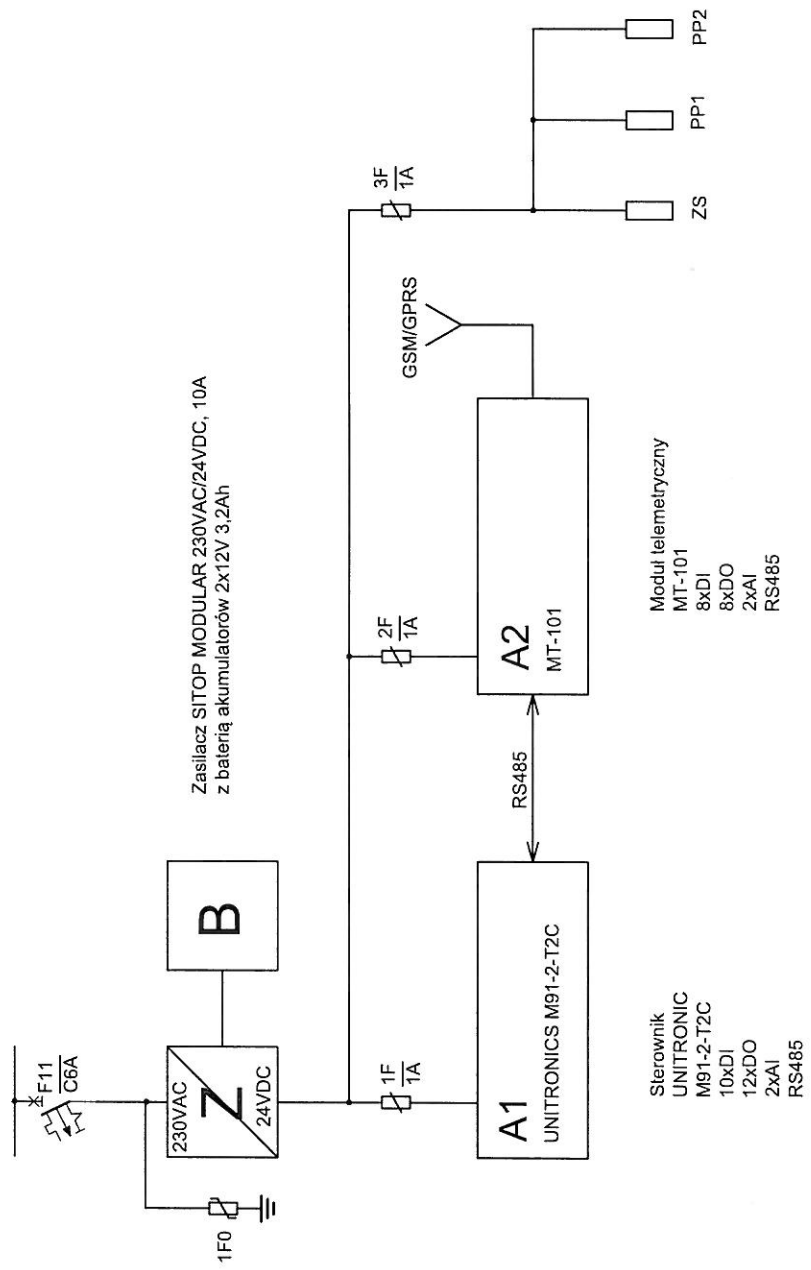 F11
C6A
230VAC
Z
24VDC
B
1F0
Zasilacz SITOP MODULAR 230VAC/24VDC, 10A
z baterią akumulatorów 2x12V 3,2Ah
1F
1A
2F
1A
3F
1A
GSM/GPRS
A1
UNITRONICS M91-2-T2C
RS485
A2
MT-101
ZS
PP1
PP2
Sterownik
UNITRONIC
M91-2-T2C
10xDI
12xDO
2xAI
RS485
Moduł telemetryczny
MT-101
8xDI
8xDO
2xAI
RS485